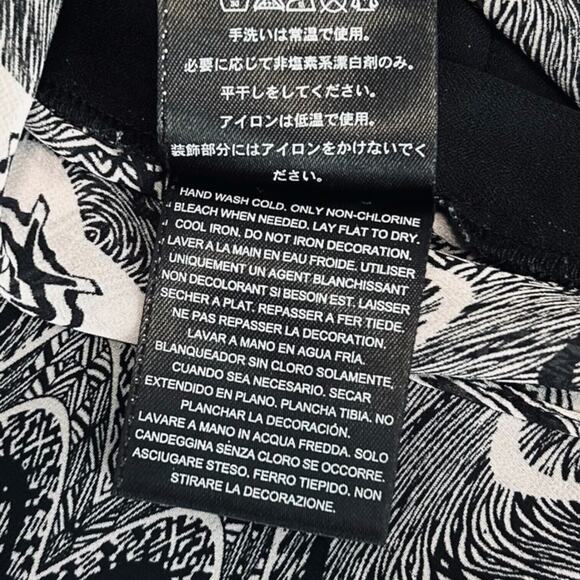 手洗いは常温で使用。
必要に応じて非塩素系漂白剤のみ。
平干しをしてください。
アイロンは低温で使用。
装飾部分にはアイロンをかけないでく
ださい。
HAND WASH COLD. ONLY NON-CHLORINE
BLEACH WHEN NEEDED. LAY FLAT TO DRY.
COOL IRON. DO NOT IRON DECORATION.
LAVER A LA MAIN EN EAU FROIDE. UTILISER
UNIQUEMENT UN AGENT BLANCHISSANT
NON DECOLORANT SI BESOIN EST. LAISSER
SECHER A PLAT. REPASSER A FER TIEDE.
NE PAS REPASSER LA DECORATION.
LAVAR A MANO EN AGUA FRÍA.
BLANQUEADOR SIN CLORO SOLAMENTE,
CUANDO SEA NECESARIO. SECAR
EXTENDIDO EN PLANO. PLANCHA TIBIA. NO
PLANCHAR LA DECORACIÓN.
LAVARE A MANO IN ACQUA FREDDA. SOLO
CANDEGGINA SENZA CLORO SE OCCORRE.
ASCIUGARE STESO. FERRO TIEPIDO. NON
STIRARE LA DECORAZIONE.